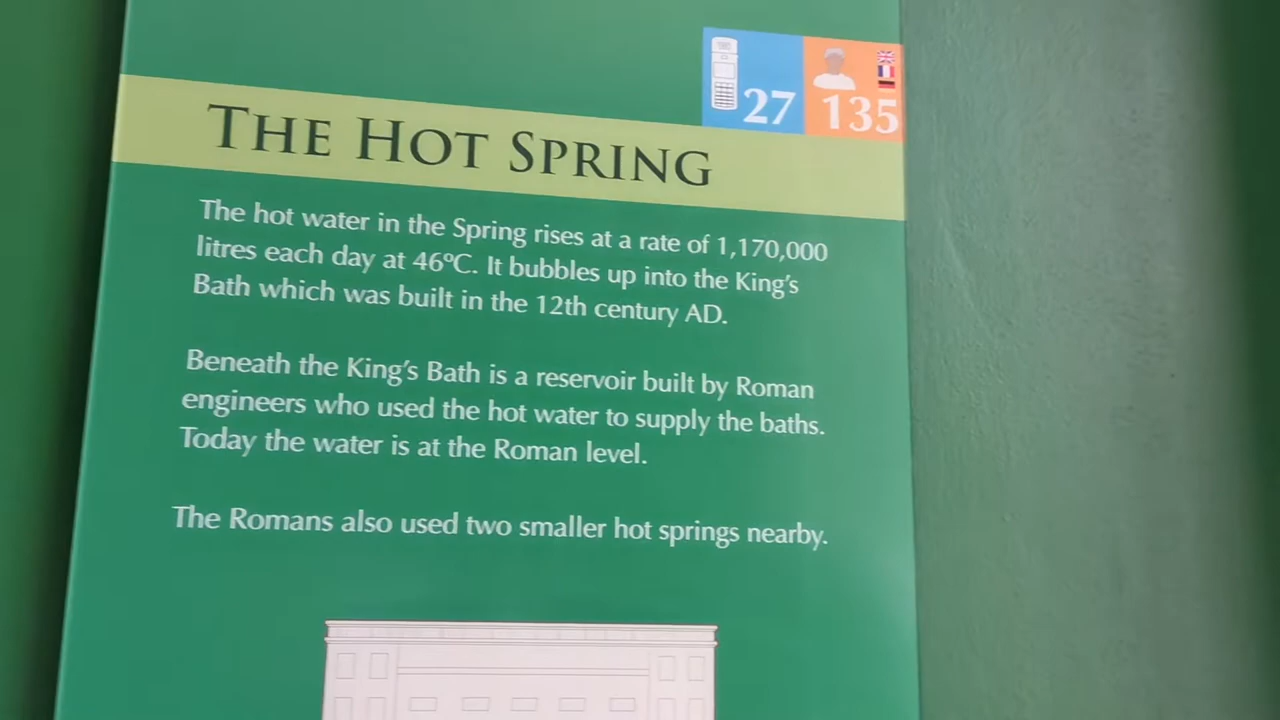 27
135
THE HOT SPRING
The hot water in the Spring rises at a rate of 1,170,000
litres each day at 46ºC. It bubbles up into the King's
Bath which was built in the 12th century AD.
Beneath the King's Bath is a reservoir built by Roman
engineers who used the hot water to supply the baths.
Today the water is at the Roman level.
The Romans also used two smaller hot springs nearby.